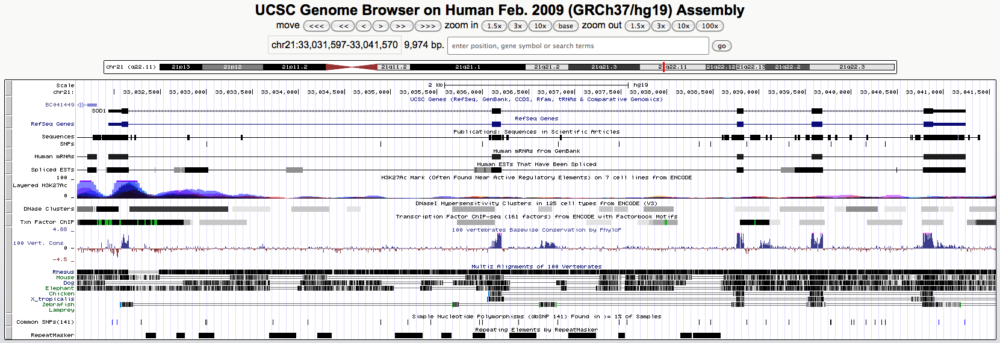 UCSC Genome Browser on Human Feb. 2009 (GRCh37/hg19) Assembly
move <<< << < > >> >>> zoom in 1.5x 3x 10x base zoom out 1.5x 3x 10x 100x
chr21:33,031,597-33,041,570 9,974 bp. enter position, gene symbol or search terms go
chr21 (q22.11) 21p13 21p12 21p11.2 21q11.2 21q21.1 21q21.2 21q21.3 2 q22.11 21q22.12 21q22.13 21q22.2 21q22.3
Scale 2 kb hg19
chr21: 33,032,500 33,033,000 33,033,500 33,034,000 33,034,500 33,035,000 33,035,500 33,036,000 33,036,500 33,037,000 33,037,500 33,038,000 33,038,500 33,039,000 33,039,500 33,040,000 33,040,500 33,041,000 33,041,500
UCSC Genes (RefSeq, GenBank, CCDS, Rfam, tRNAs & Comparative Genomics)
BC041449
SOD1
RefSeq Genes
RefSeq Genes
Publications: Sequences in Scientific Articles
Sequences
SNPs
Human mRNAs from GenBank
Human mRNAs
Human ESTs That Have Been Spliced
Spliced ESTs
H3K27Ac Mark (Often Found Near Active Regulatory Elements) on 7 cell lines from ENCODE
100 _
Layered H3K27Ac
0 _
DNaseI Hypersensitivity Clusters in 125 cell types from ENCODE (V3)
DNase Clusters
Transcription Factor ChIP-seq (161 factors) from ENCODE with Factorbook Motifs
Txn Factor ChIP
100 vertebrates Basewise Conservation by PhyloP
4.88 _
100 Vert. Cons
0 _
-4.5 _
Multiz Alignments of 100 Vertebrates
Rhesus
Mouse
Dog
Elephant
Chicken
X_tropicalis
Zebrafish
Lamprey
Simple Nucleotide Polymorphisms (dbSNP 141) Found in >= 1% of Samples
Common SNPs(141)
Repeating Elements by RepeatMasker
RepeatMasker